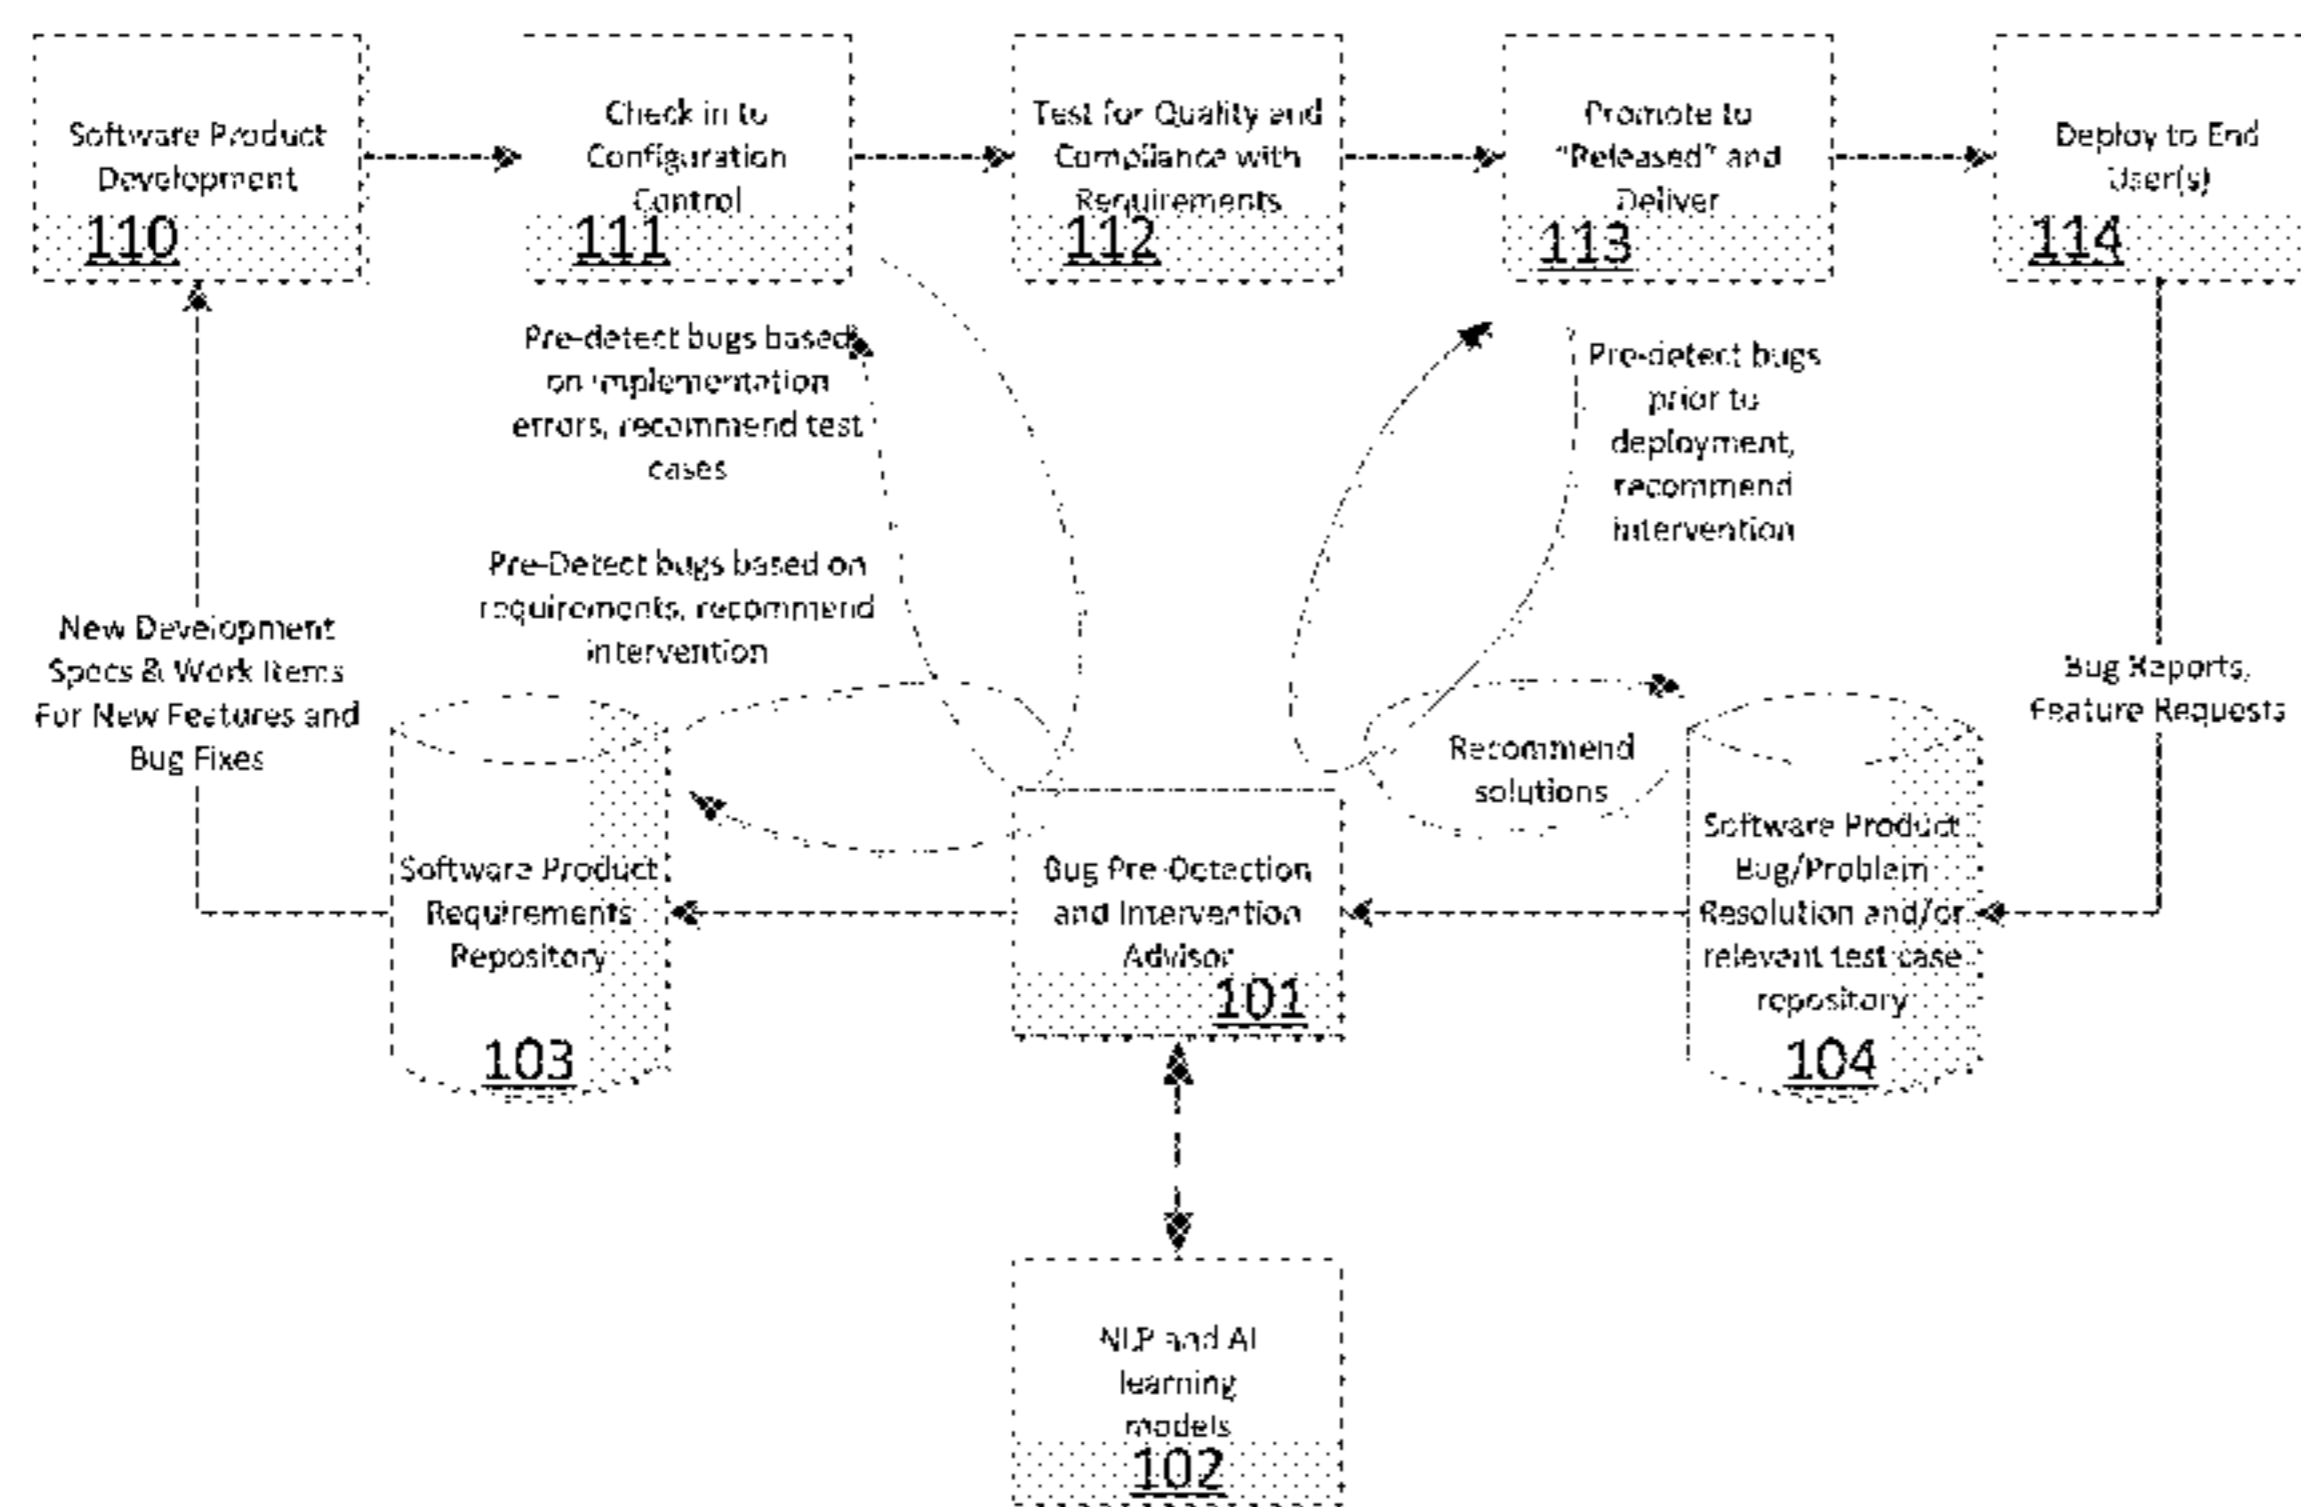 Software Product
Development
110
Check in to
Configuration
Control
111
Test for Quality and
Compliance with
Requirements
112
Promote to
"Released" and
Deliver
113
Deploy to End
User(s)
114
Pre-detect bugs based
on implementation
errors, recommend test
cases
Pre-detect bugs
prior to
deployment,
recommend
intervention
Pre-Detect bugs based on
requirements, recommend
intervention
New Development
Specs & Work Items
For New Features and
Bug Fixes
Bug Reports,
Feature Requests
Recommend
solutions
Software Product
Requirements
Repository
103
Bug Pre-Detection
and Intervention
Advisor
101
Software Product
Bug/Problem
Resolution and/or
relevant test case
repository
104
NLP and AI
learning
models
102